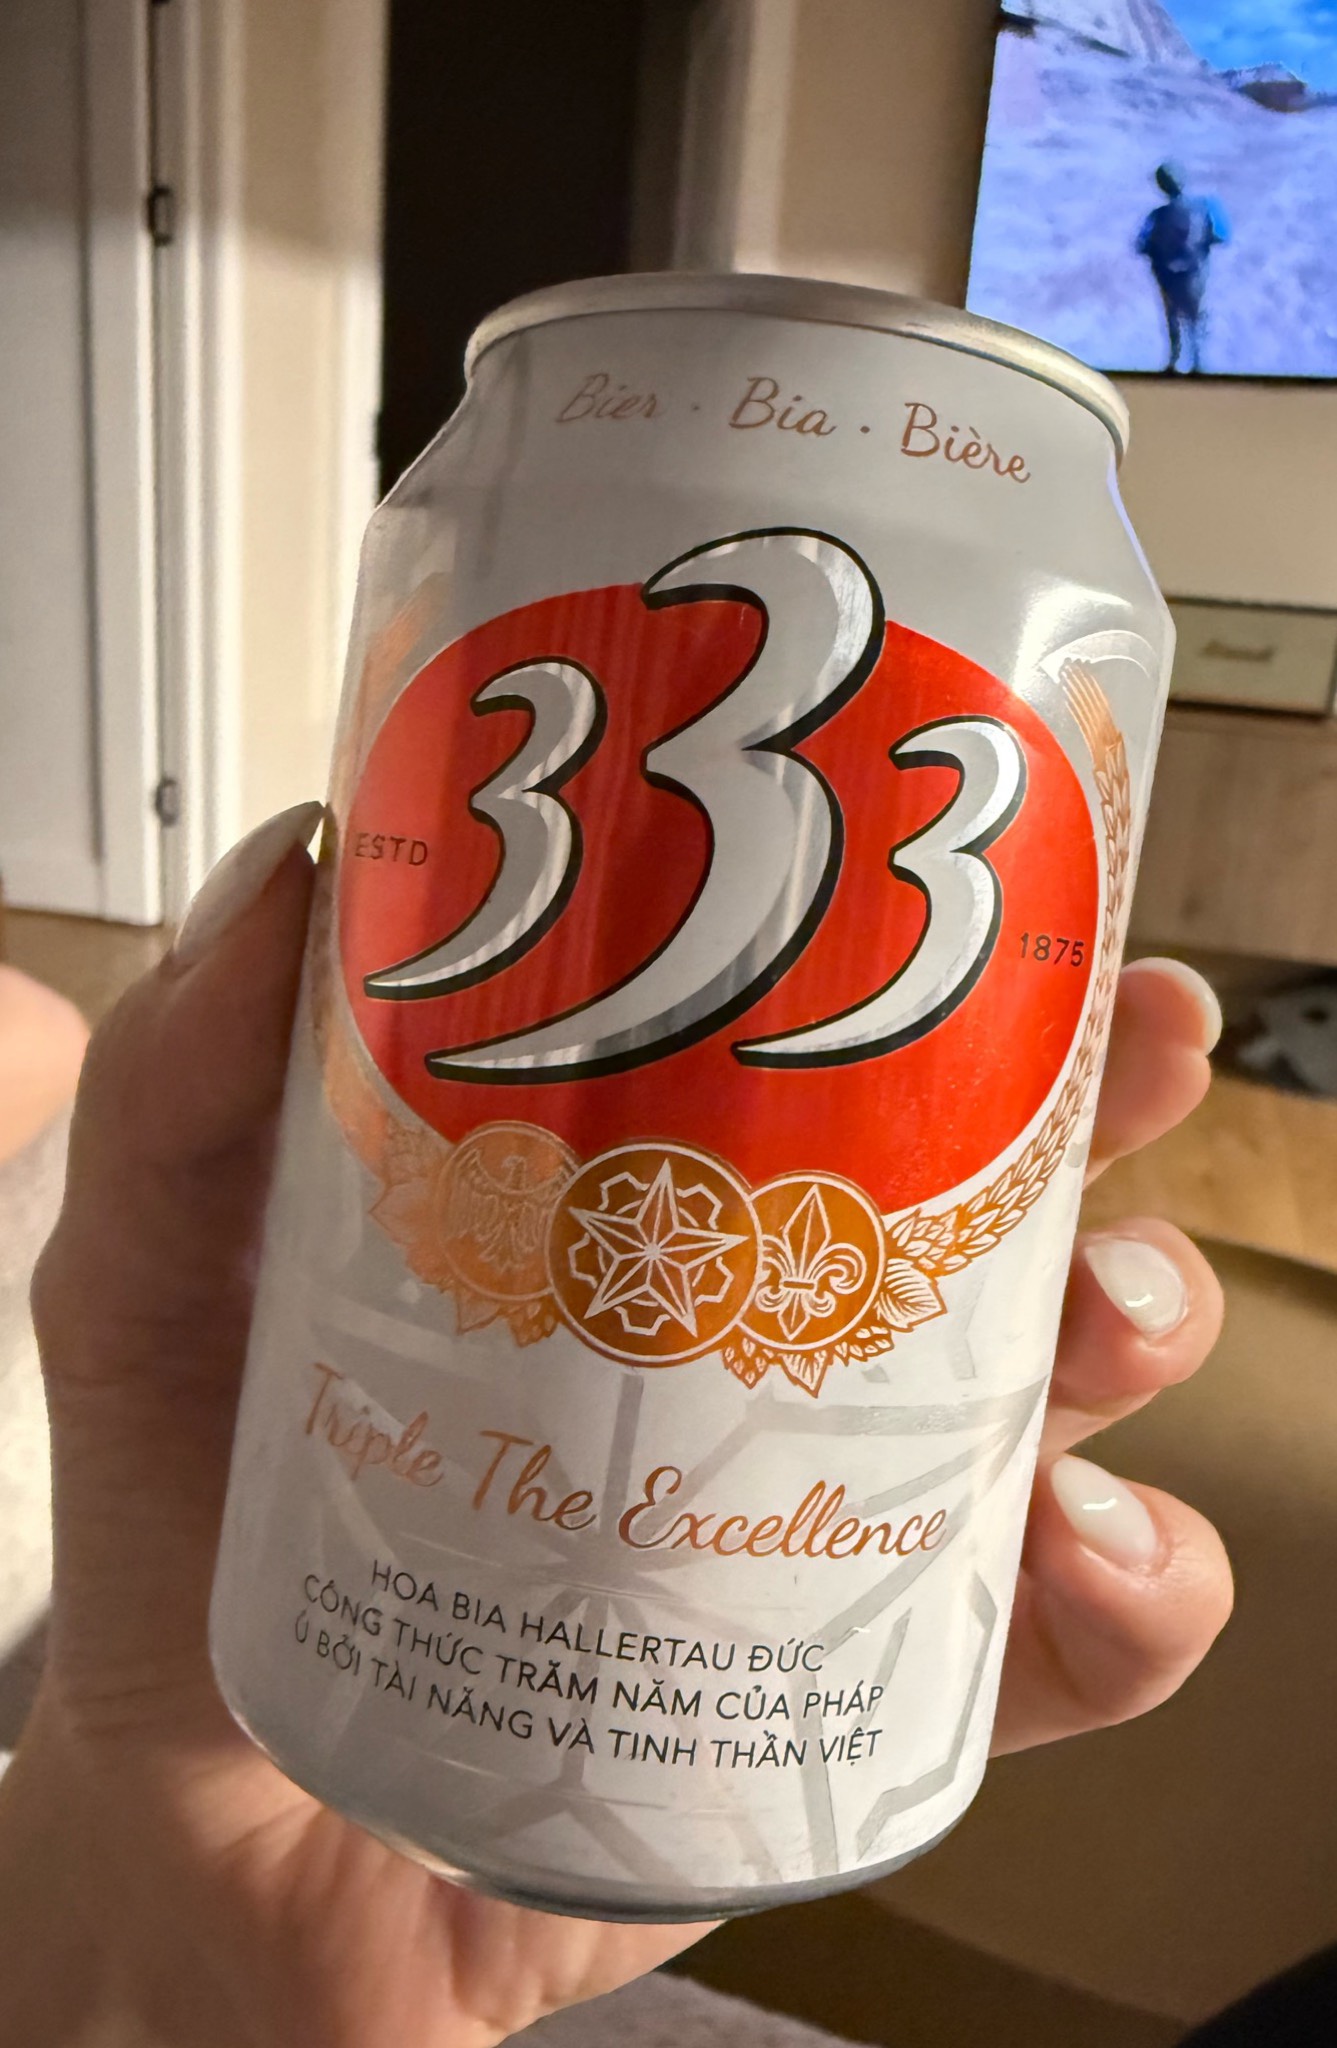 Bier · Bia · Bière
333
ESTD 1875
Triple The Excellence
HOA BIA HALLERTAU ĐỨC
CÔNG THỨC TRĂM NĂM CỦA PHÁP
Ủ BỞI TÀI NĂNG VÀ TINH THẦN VIỆT